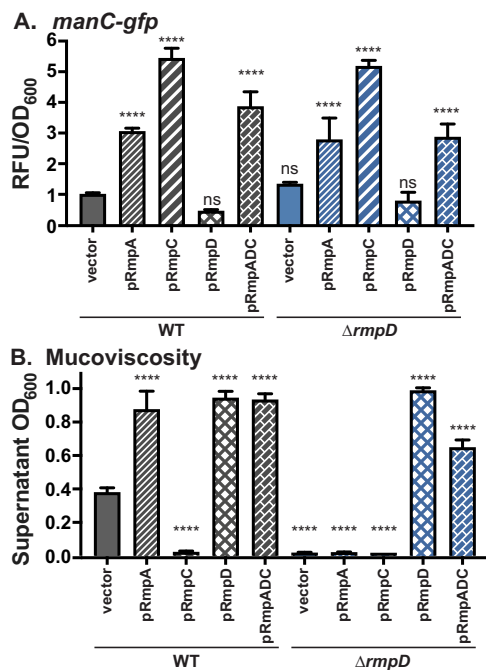 A. manC-gfp
RFU/OD600
6
5
4
3
2
1
0
****
****
ns
****
ns
****
****
ns
****
vector
pRmpA
pRmpC
pRmpD
pRmpADC
vector
pRmpA
pRmpC
pRmpD
pRmpADC
WT
ΔrmpD
B. Mucoviscosity
Supernatant OD600
1.0
0.8
0.6
0.4
0.2
0.0
****
****
****
****
****
****
****
****
****
vector
pRmpA
pRmpC
pRmpD
pRmpADC
vector
pRmpA
pRmpC
pRmpD
pRmpADC
WT
ΔrmpD